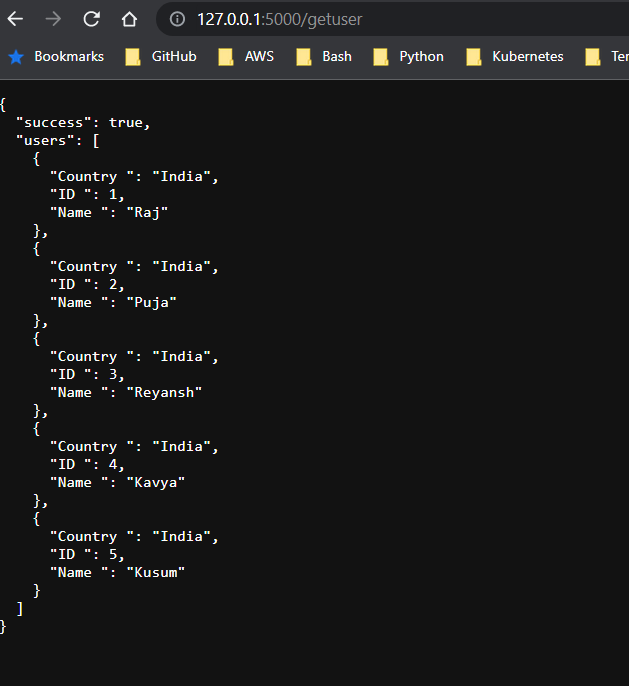 127.0.0.1:5000/getuser
Bookmarks GitHub AWS Bash Python Kubernetes Ter
{
  "success": true,
  "users": [
    {
      "Country ": "India",
      "ID ": 1,
      "Name ": "Raj"
    },
    {
      "Country ": "India",
      "ID ": 2,
      "Name ": "Puja"
    },
    {
      "Country ": "India",
      "ID ": 3,
      "Name ": "Reyansh"
    },
    {
      "Country ": "India",
      "ID ": 4,
      "Name ": "Kavya"
    },
    {
      "Country ": "India",
      "ID ": 5,
      "Name ": "Kusum"
    }
  ]
}